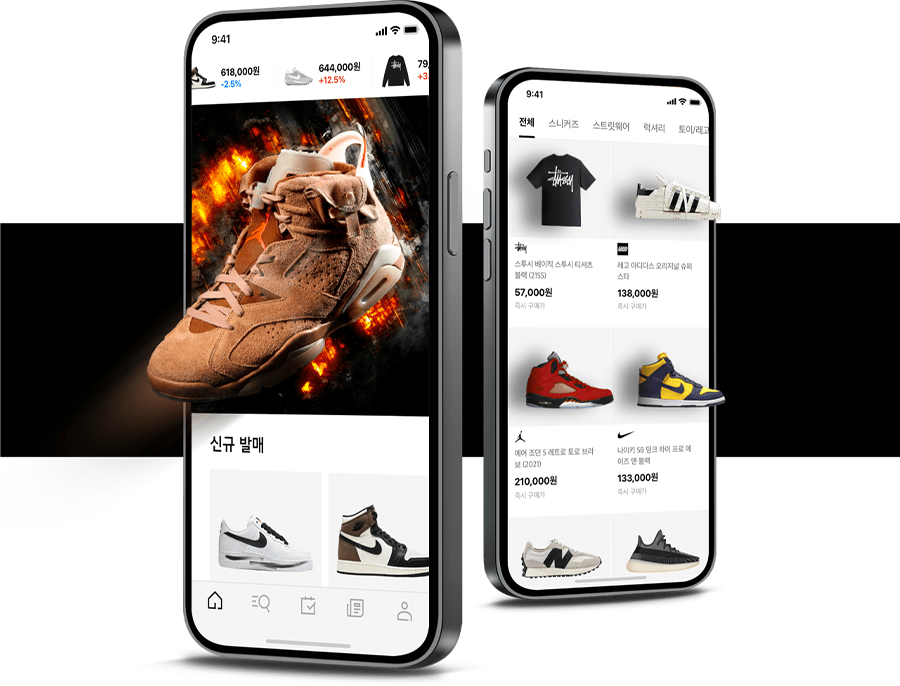 9:41
618,000원
-2.5%
644,000원
+12.5%
79,
+3.
신규 발매
9:41
전체 스니커즈 스트릿웨어 럭셔리 토이/레고
스투시 베이직 스투시 티셔츠
블랙 (21SS)
57,000원
즉시 구매가
LEGO
레고 아디다스 오리지널 슈퍼
스타
138,000원
즉시 구매가
에어 조던 5 레트로 토로 브라
보 (2021)
210,000원
즉시 구매가
나이키 SB 덩크 하이 프로 메
이즈 앤 블랙
133,000원
즉시 구매가